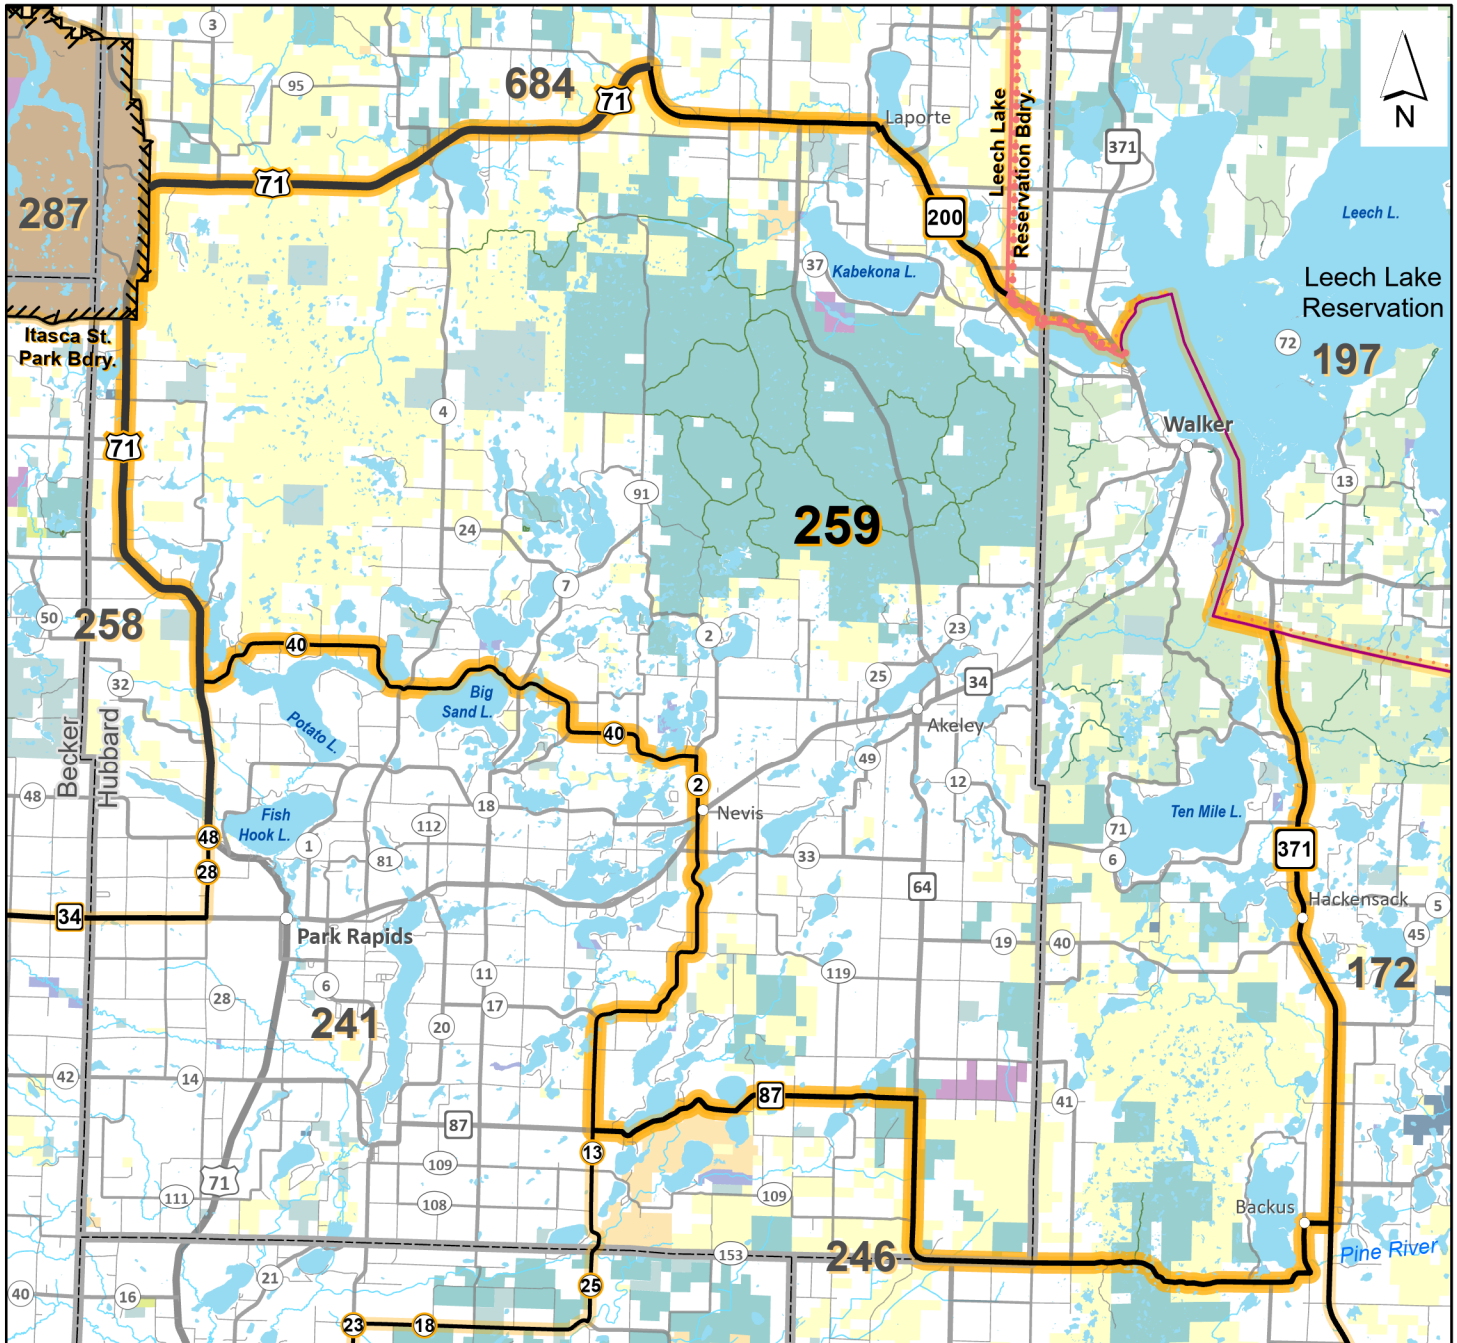 3
95
684
71
Laporte
Leech Lake
Reservation Bdry.
371
N
71
287
200
Leech L.
37
Kabekona L.
Leech Lake
Reservation
Itasca St.
Park Bdry.
72
197
4
Walker
71
91
13
24
259
7
50
258
2
23
40
25
34
32
Big
Sand L.
Potato L.
Becker
Hubbard
40
Akeley
49
12
2
48
18
Nevis
Fish
Hook L.
112
Ten Mile L.
71
48
1
81
33
6
371
28
64
34
Hackensack
5
Park Rapids
19
40
45
11
119
172
6
28
17
241
20
42
14
87
41
87
13
109
71
111
108
109
Backus
153
246
Pine River
21
25
40
16
23
18